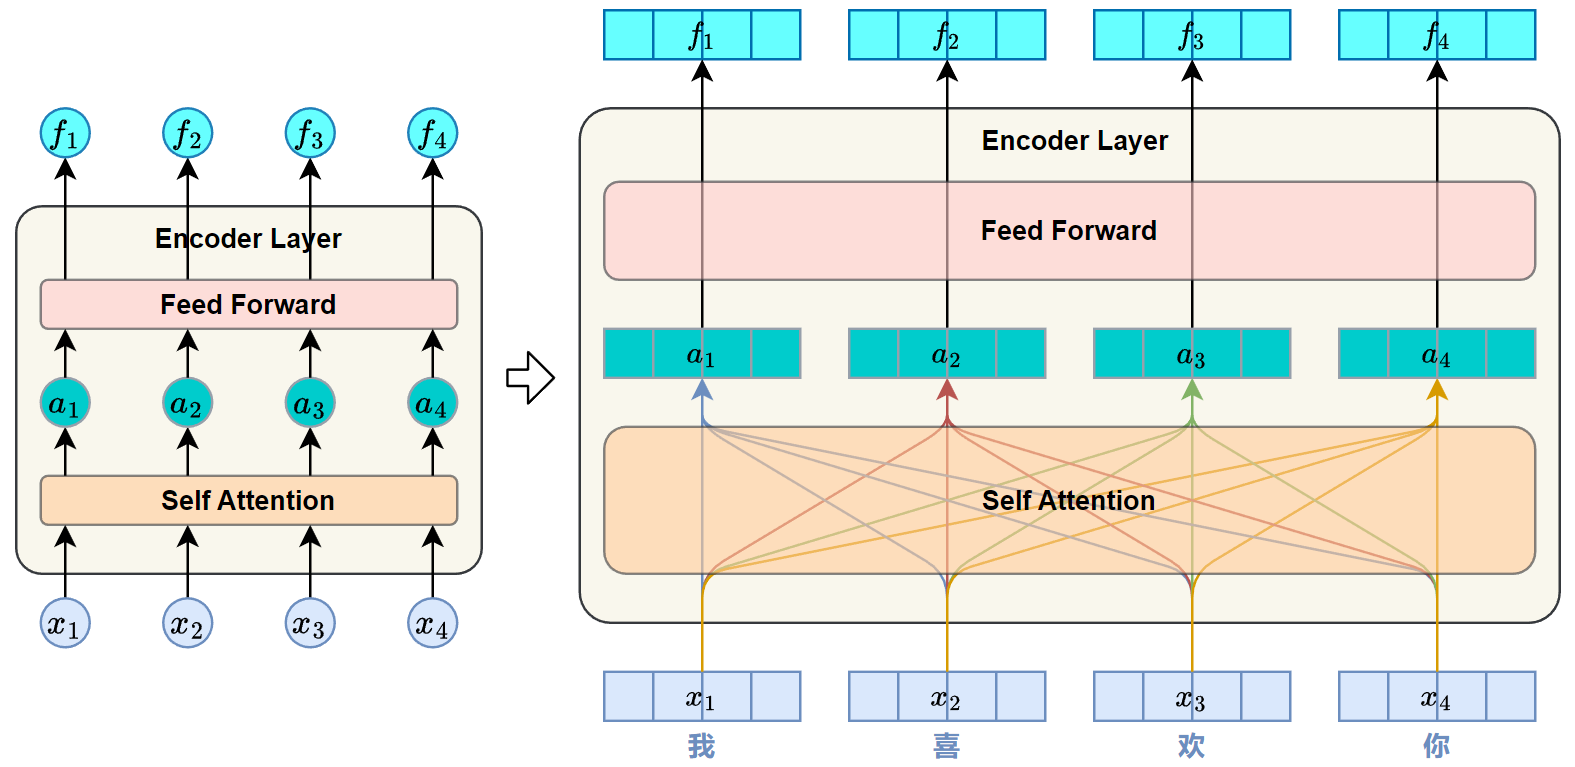 f1 f2 f3 f4
Encoder Layer
Feed Forward
a1 a2 a3 a4
Self Attention
x1 x2 x3 x4
f1 f2 f3 f4
Encoder Layer
Feed Forward
a1 a2 a3 a4
Self Attention
x1 x2 x3 x4
我 喜 欢 你